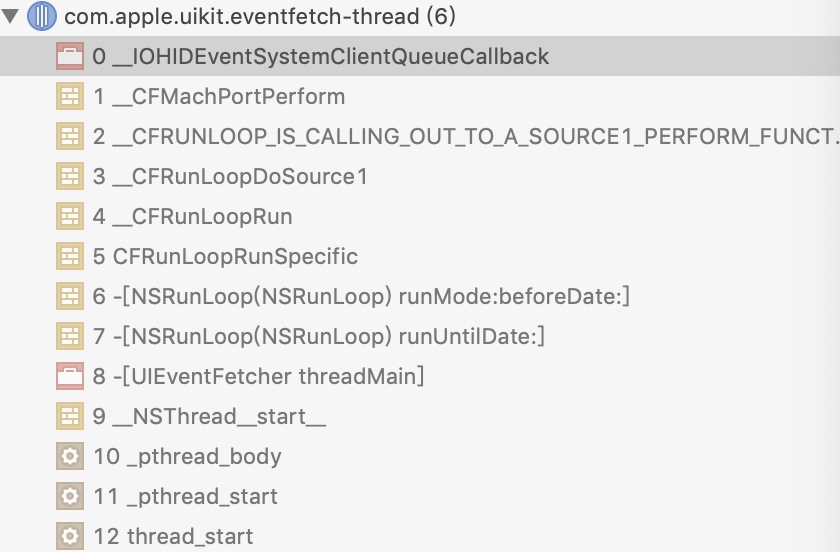 com.apple.uikit.eventfetch-thread (6)
0 __IOHIDEventSystemClientQueueCallback
1 __CFMachPortPerform
2 __CFRUNLOOP_IS_CALLING_OUT_TO_A_SOURCE1_PERFORM_FUNCT.
3 __CFRunLoopDoSource1
4 __CFRunLoopRun
5 CFRunLoopRunSpecific
6 -[NSRunLoop(NSRunLoop) runMode:beforeDate:]
7 -[NSRunLoop(NSRunLoop) runUntilDate:]
8 -[UIEventFetcher threadMain]
9 __NSThread__start__
10 _pthread_body
11 _pthread_start
12 thread_start